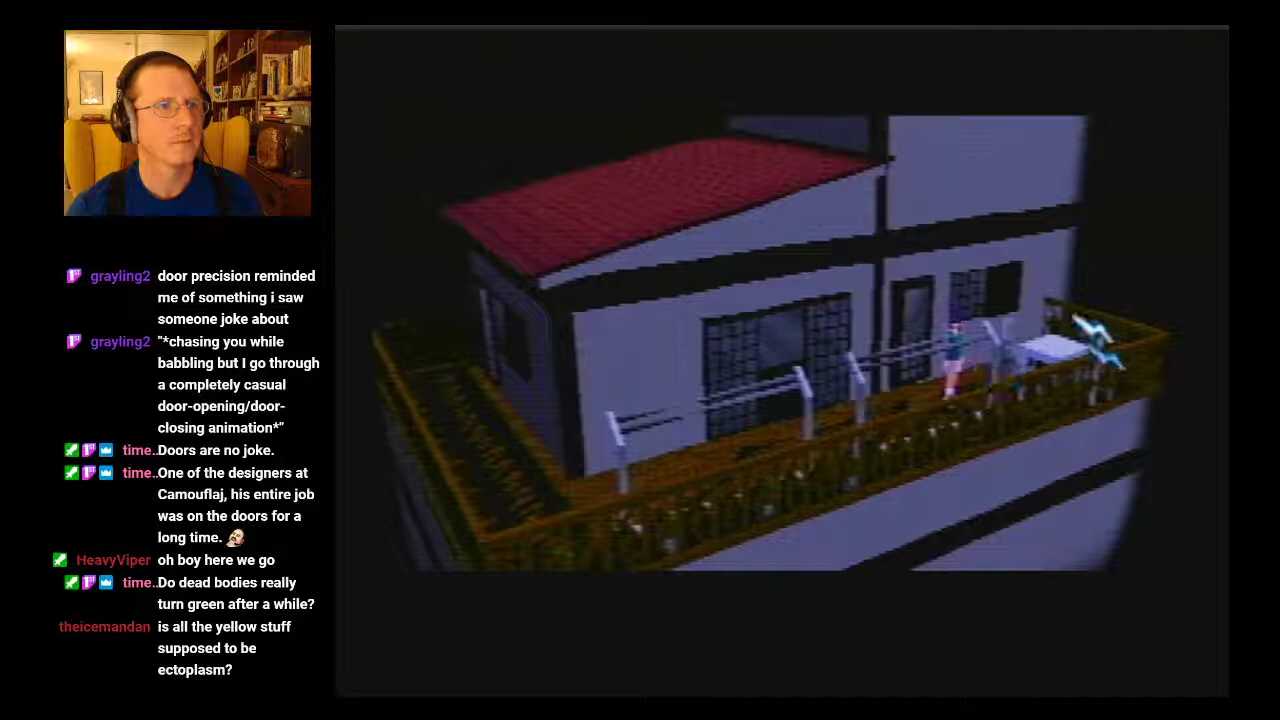 grayling2 door precision reminded
me of something i saw
someone joke about
grayling2 "*chasing you while
babbling but I go through
a completely casual
door-opening/door-
closing animation*"
time.. Doors are no joke.
time.. One of the designers at
Camouflaj, his entire job
was on the doors for a
long time.
HeavyViper oh boy here we go
time.. Do dead bodies really
turn green after a while?
theicemandan is all the yellow stuff
supposed to be
ectoplasm?